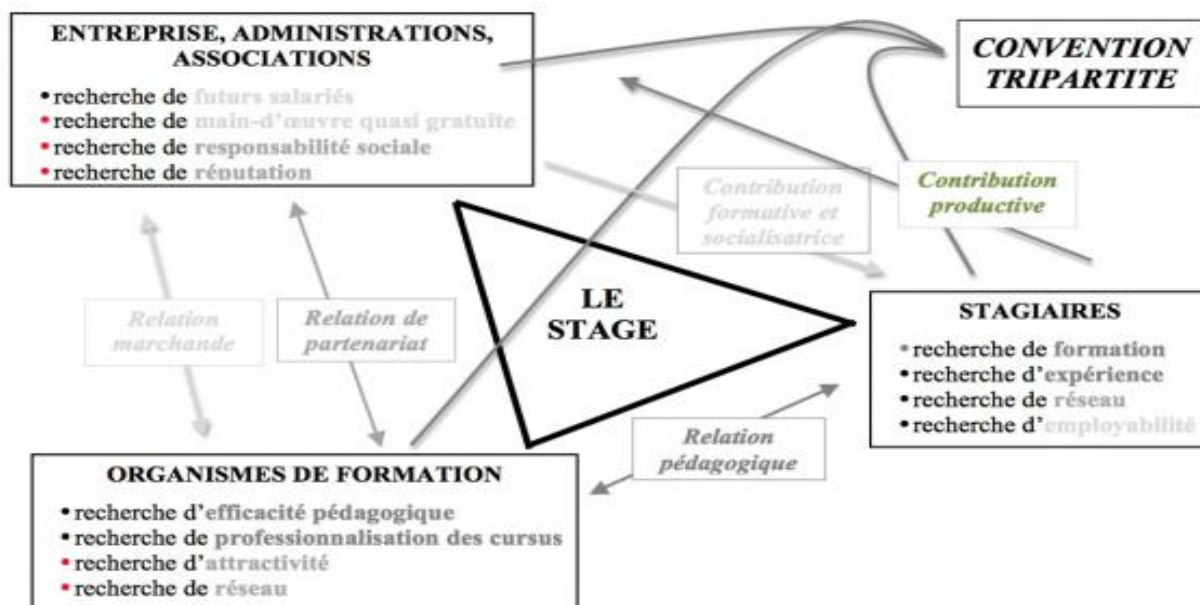 ENTREPRISE, ADMINISTRATIONS,
ASSOCIATIONS
• recherche de futurs salariés
• recherche de main-d'œuvre quasi gratuite
• recherche de responsabilité sociale
• recherche de réputation
CONVENTION
TRIPARTITE
Contribution
formative et
socialisatrice
Contribution
productive
Relation
marchande
Relation de
partenariat
LE
STAGE
STAGIAIRES
• recherche de formation
• recherche d'expérience
• recherche de réseau
• recherche d'employabilité
Relation
pédagogique
ORGANISMES DE FORMATION
• recherche d'efficacité pédagogique
• recherche de professionnalisation des cursus
• recherche d'attractivité
• recherche de réseau